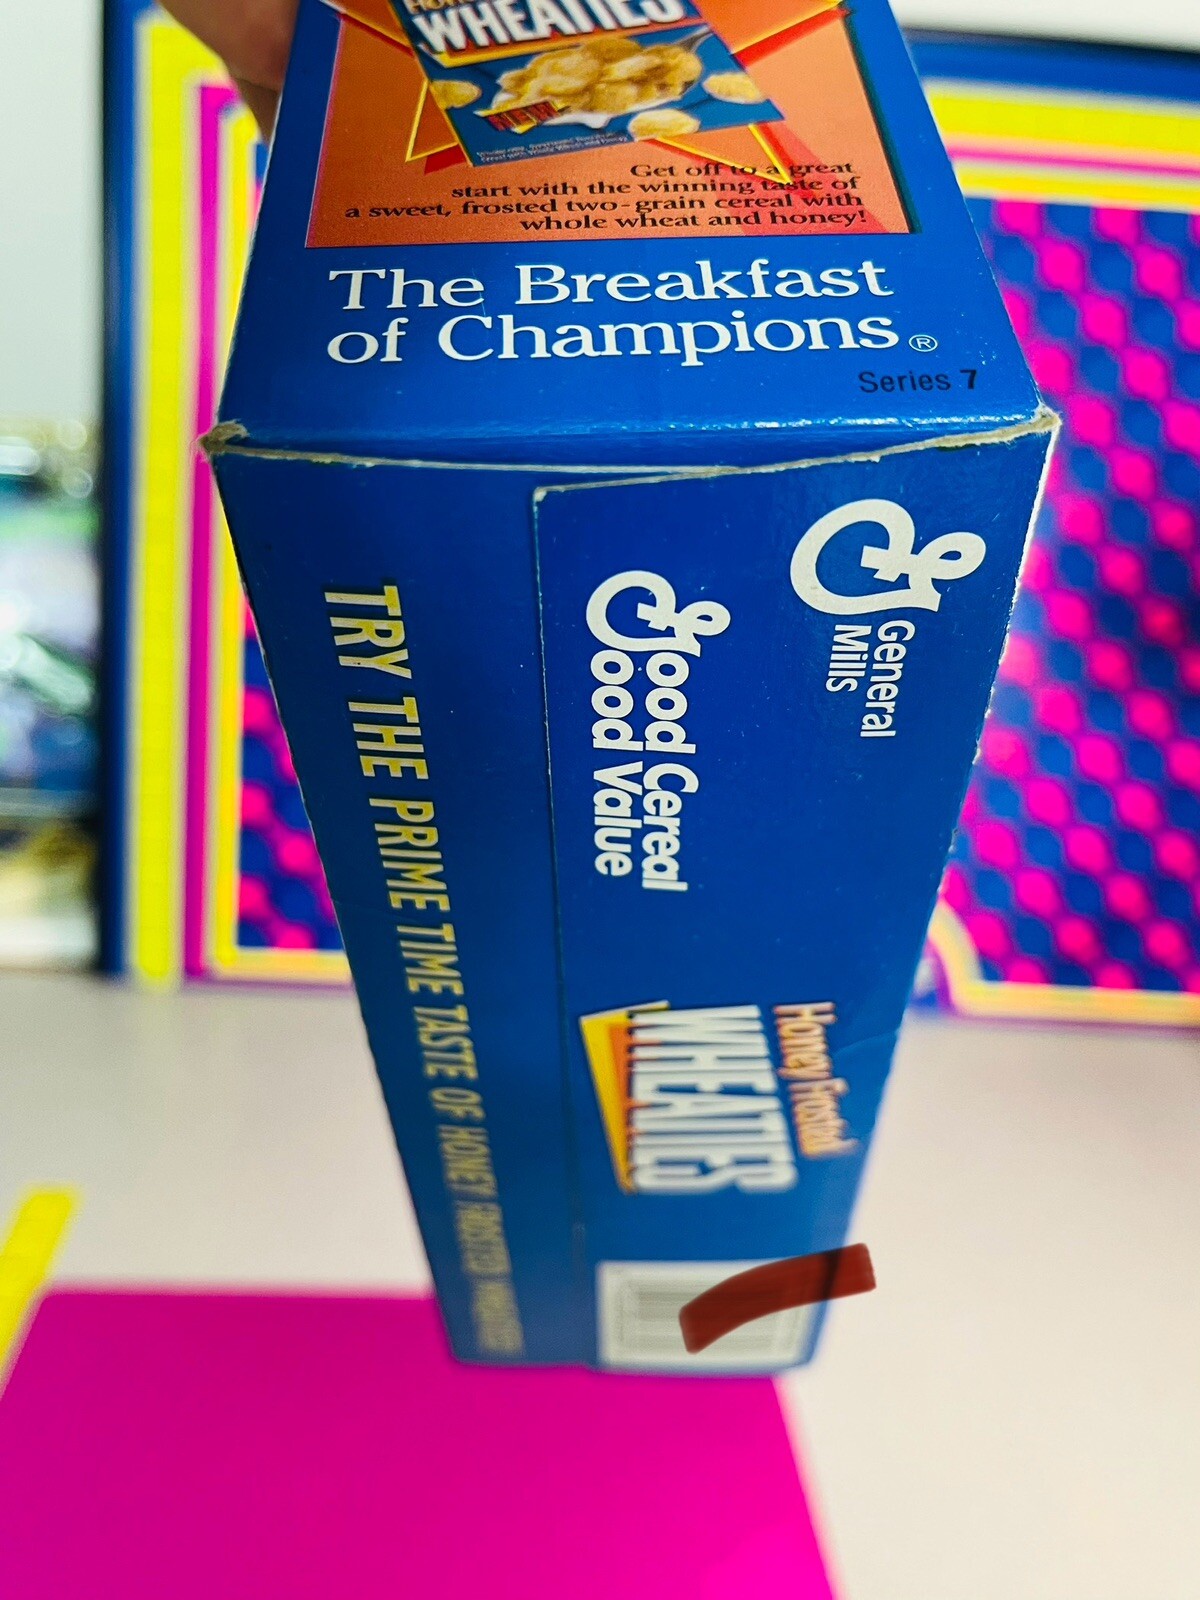 WHEATIES
NEW!
Get off to a great
start with the winning taste of
a sweet, frosted two-grain cereal with
whole wheat and honey!
The Breakfast
of Champions®
Series 7
General
Mills
Good Cereal
Good Value
Honey Frosted
WHEATIES
TRY THE PRIME TIME TASTE OF HONEY FROSTED WHEATIES